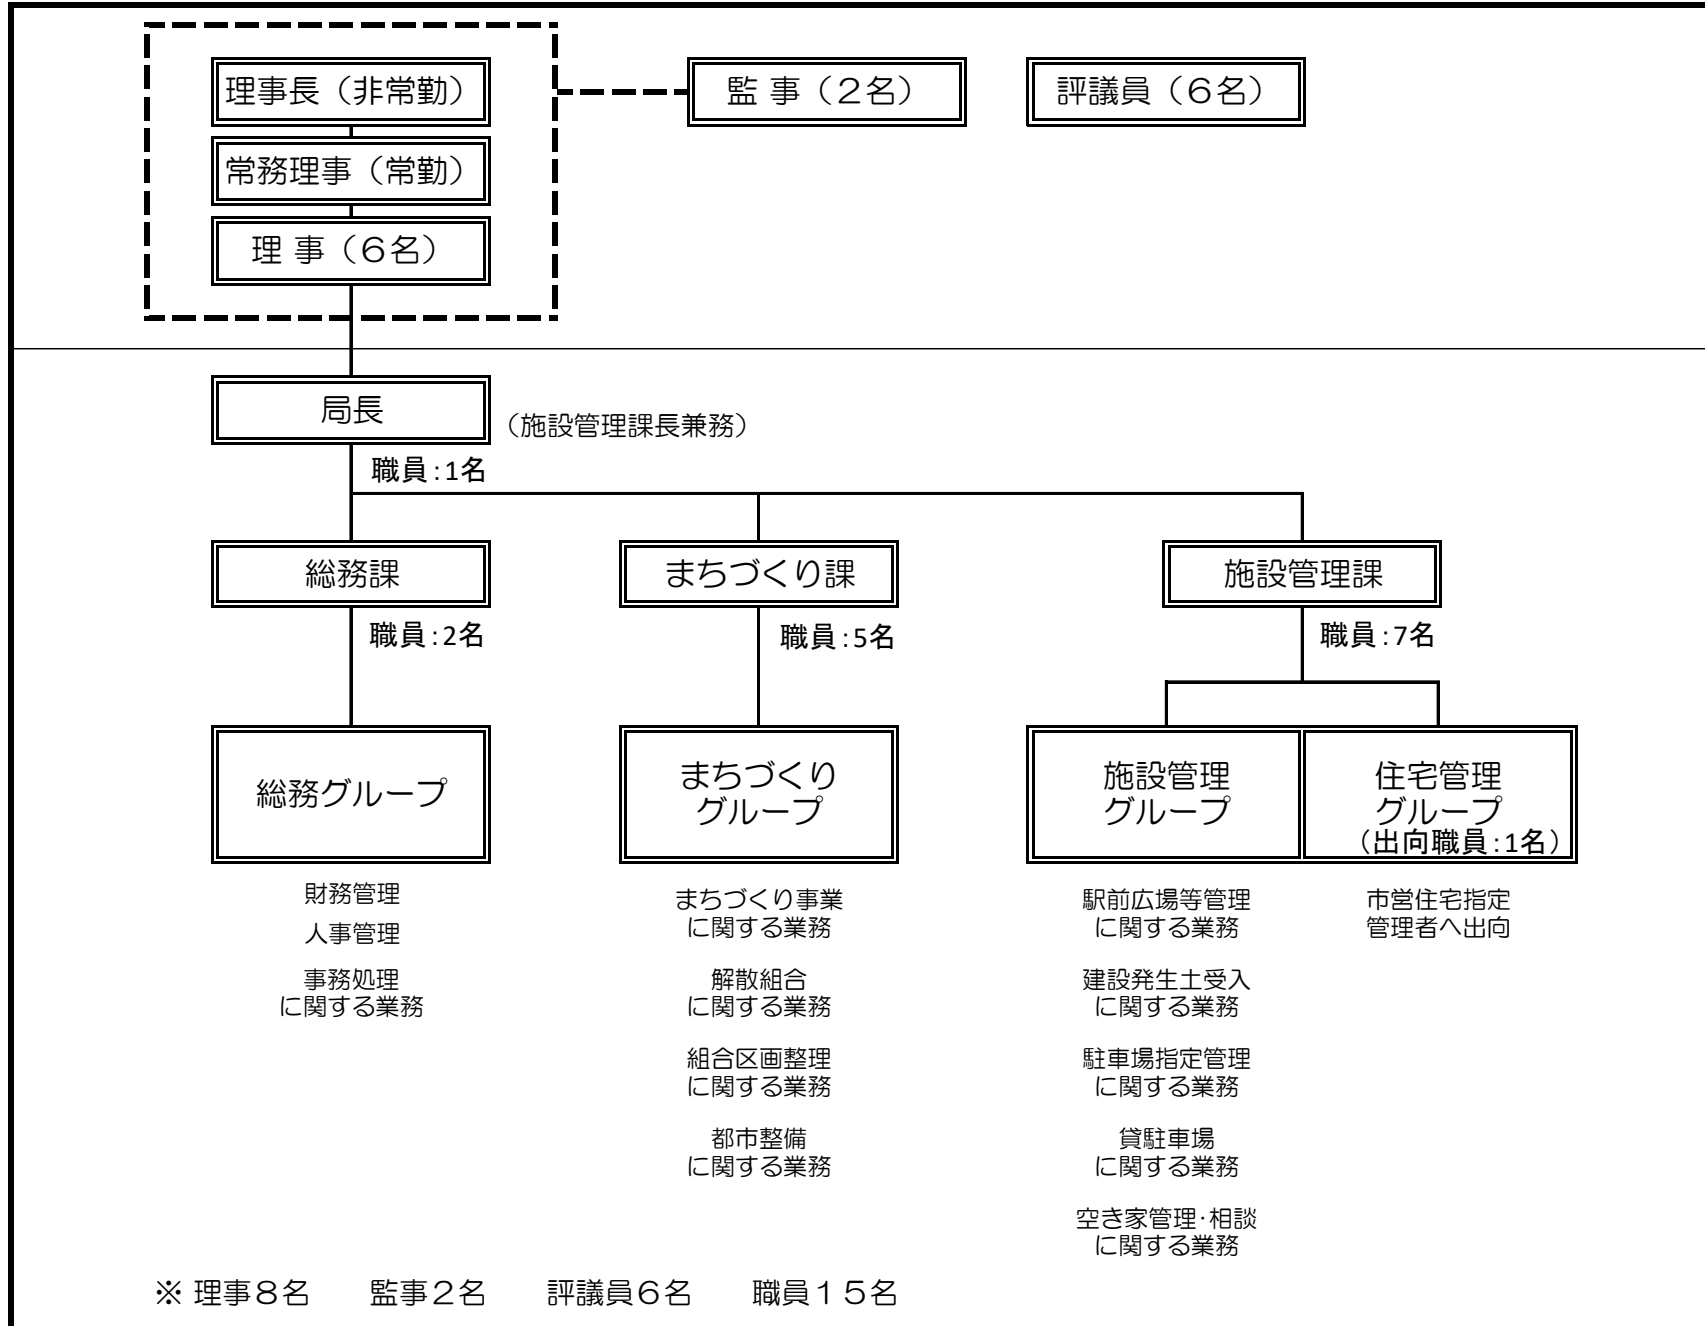 理事長（非常勤）
監 事（２名）
評議員（６名）
常務理事（常勤）
理 事（６名）
局長
（施設管理課長兼務）
職員：1名
総務課
まちづくり課
施設管理課
職員：2名
職員：5名
職員：7名
総務グループ
まちづくり
グループ
施設管理
グループ
住宅管理
グループ
（出向職員：1名）
財務管理
人事管理
事務処理
に関する業務
まちづくり事業
に関する業務
解散組合
に関する業務
組合区画整理
に関する業務
都市整備
に関する業務
駅前広場等管理
に関する業務
建設発生土受入
に関する業務
駐車場指定管理
に関する業務
貸駐車場
に関する業務
空き家管理・相談
に関する業務
市営住宅指定
管理者へ出向
※ 理事８名　監事２名　評議員６名　職員１５名